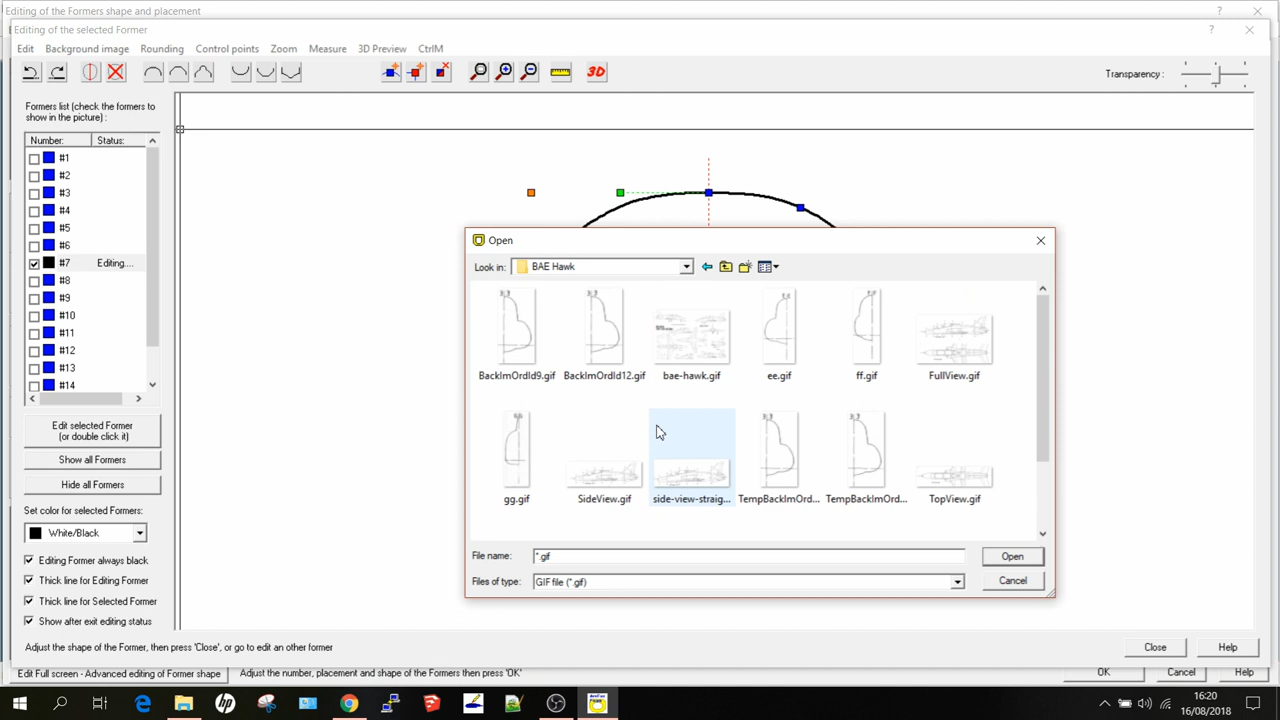 Editing of the Formers shape and placement
Editing of the selected Former
Edit Background image Rounding Control points Zoom Measure 3D Preview CtrlM
3D
Transparency :
Formers list (check the formers to
show in the picture) :
Number: Status:
#1
#2
#3
#4
#5
#6
#7 Editing....
#8
#9
#10
#11
#12
#13
#14
Edit selected Former
(or double click it)
Show all Formers
Hide all Formers
Set color for selected Formers:
White/Black
Editing Former always black
Thick line for Editing Former
Thick line for Selected Former
Show after exit editing status
Open
Look in: BAE Hawk
BackImOrdId9.gif BackImOrdId12.gif bae-hawk.gif ee.gif ff.gif FullView.gif
gg.gif SideView.gif side-view-straig... TempBackImOrd... TempBackImOrd... TopView.gif
File name: *.gif Open
Files of type: GIF file (*.gif) Cancel
Adjust the shape of the Former, then press 'Close', or go to edit an other former Close Help
Edit Full screen - Advanced editing of Former shape Adjust the number, placement and shape of the Formers then press 'OK' OK Cancel Help
16:20
16/08/2018